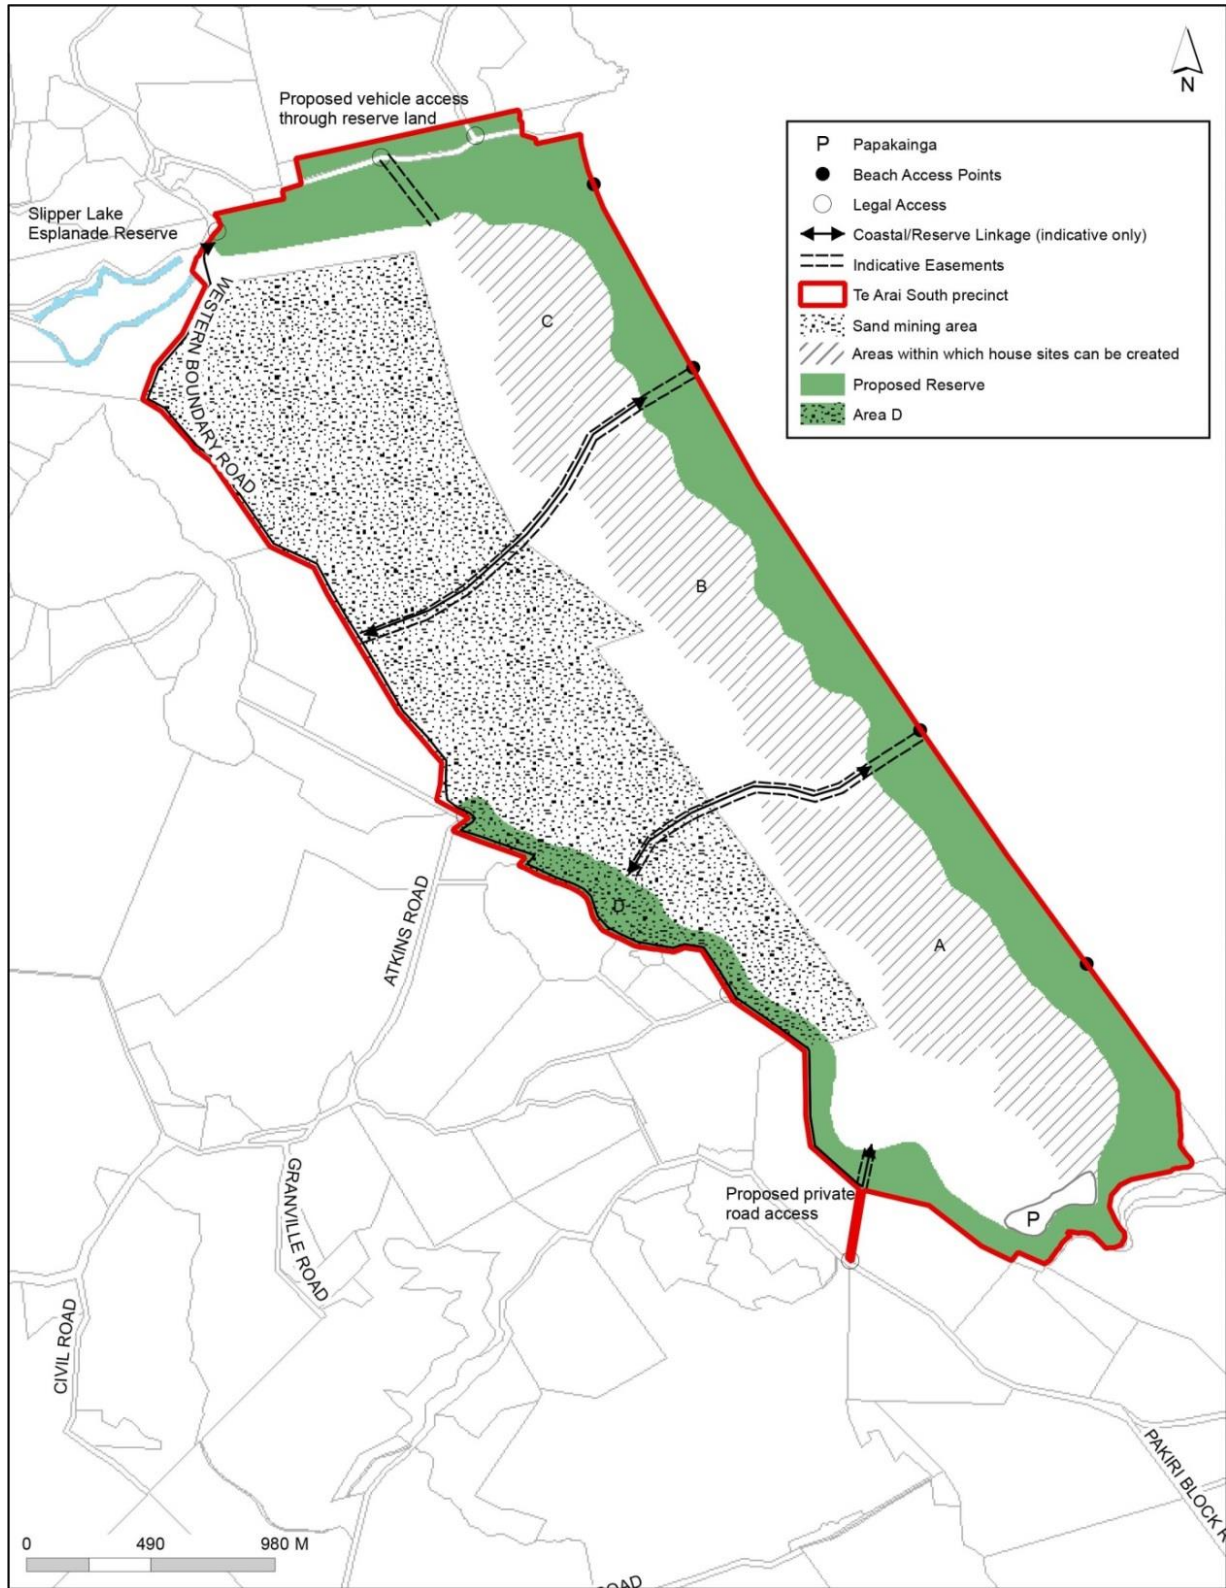 N
Proposed vehicle access
through reserve land
P Papakainga
Beach Access Points
Legal Access
Coastal/Reserve Linkage (indicative only)
Indicative Easements
Te Arai South precinct
Sand mining area
Areas within which house sites can be created
Proposed Reserve
Area D
Slipper Lake
Esplanade Reserve
WESTERN BOUNDARY ROAD
C
B
D
A
ATKINS ROAD
GRANVILLE ROAD
CIVIL ROAD
Proposed private
road access
P
PAKIRI BLOCK R
0 490 980 M
OAD